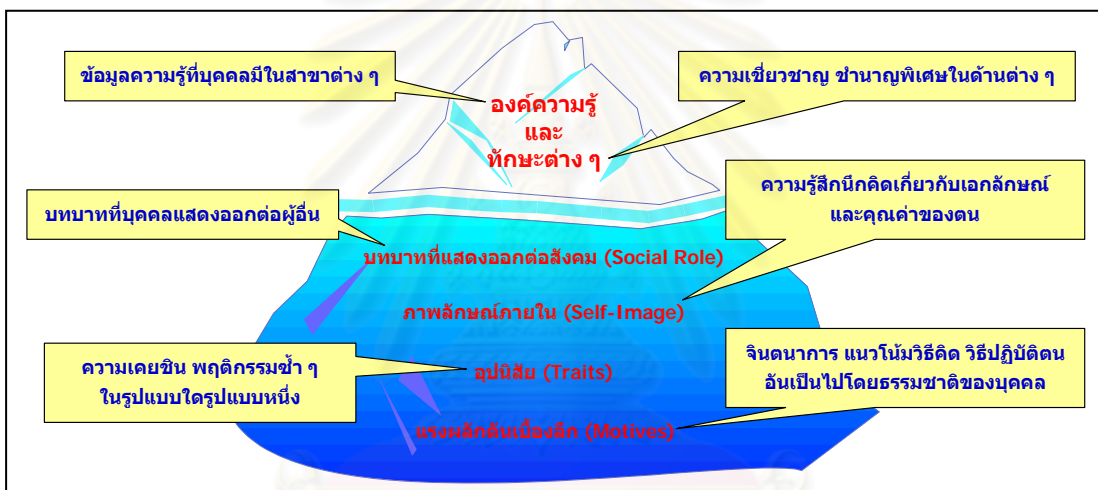 ข้อมูลความรู้ที่บุคคลมีในสาขาต่าง ๆ
ความเชี่ยวชาญ ชำนาญพิเศษในด้านต่าง ๆ
องค์ความรู้
และ
ทักษะต่าง ๆ
ความรู้สึกนึกคิดเกี่ยวกับเอกลักษณ์
และคุณค่าของตน
บทบาทที่บุคคลแสดงออกต่อผู้อื่น
บทบาทที่แสดงออกต่อสังคม (Social Role)
ภาพลักษณ์ภายใน (Self-Image)
ความเคยชิน พฤติกรรมซ้ำ ๆ
ในรูปแบบใดรูปแบบหนึ่ง
อุปนิสัย (Traits)
จินตนาการ แนวโน้มวิธีคิด วิธีปฏิบัติตน
อันเป็นไปโดยธรรมชาติของบุคคล
แรงผลักดันเบื้องลึก (Motives)